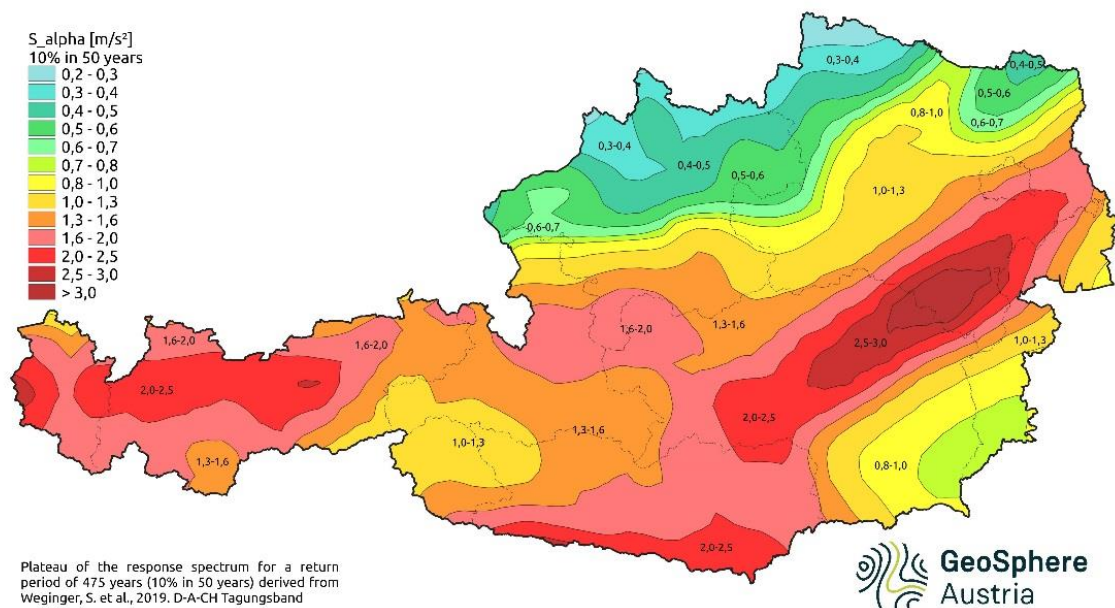 S_alpha [m/s²]
10% in 50 years
0,2 - 0,3
0,3 - 0,4
0,4 - 0,5
0,5 - 0,6
0,6 - 0,7
0,7 - 0,8
0,8 - 1,0
1,0 - 1,3
1,3 - 1,6
1,6 - 2,0
2,0 - 2,5
2,5 - 3,0
> 3,0
0,3-0,4
0,4-0,5
0,5-0,6
0,8-1,0
0,6-0,7
0,3-0,4
0,4-0,5
0,5-0,6
1,0-1,3
0,6-0,7
1,6-2,0
1,3-1,6
1,6-2,0
1,6-2,0
2,5-3,0
1,0-1,3
2,0-2,5
2,0-2,5
1,3-1,6
1,0-1,3
1,3-1,6
0,8-1,0
2,0-2,5
Plateau of the response spectrum for a return
period of 475 years (10% in 50 years) derived from
Weginger, S. et al., 2019. D-A-CH Tagungsband
GeoSphere
Austria